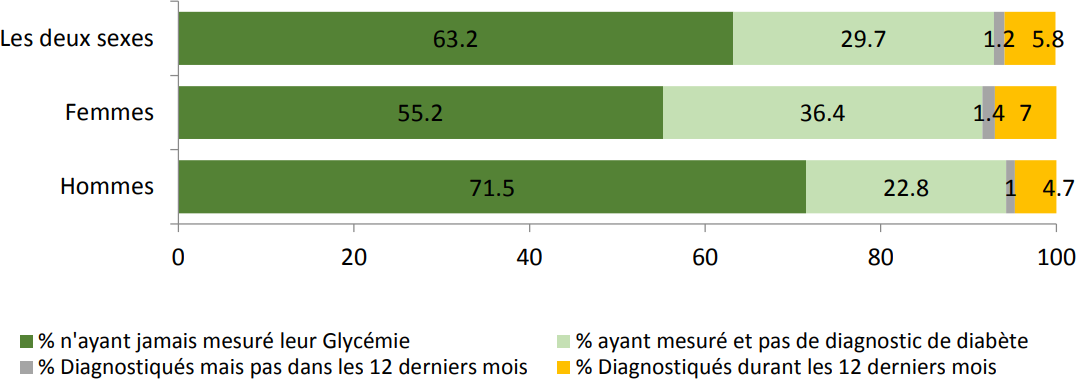 Les deux sexes 63.2 29.7 1.2 5.8
Femmes 55.2 36.4 1.4 7
Hommes 71.5 22.8 1 4.7
0 20 40 60 80 100
% n'ayant jamais mesuré leur Glycémie % ayant mesuré et pas de diagnostic de diabète
% Diagnostiqués mais pas dans les 12 derniers mois % Diagnostiqués durant les 12 derniers mois